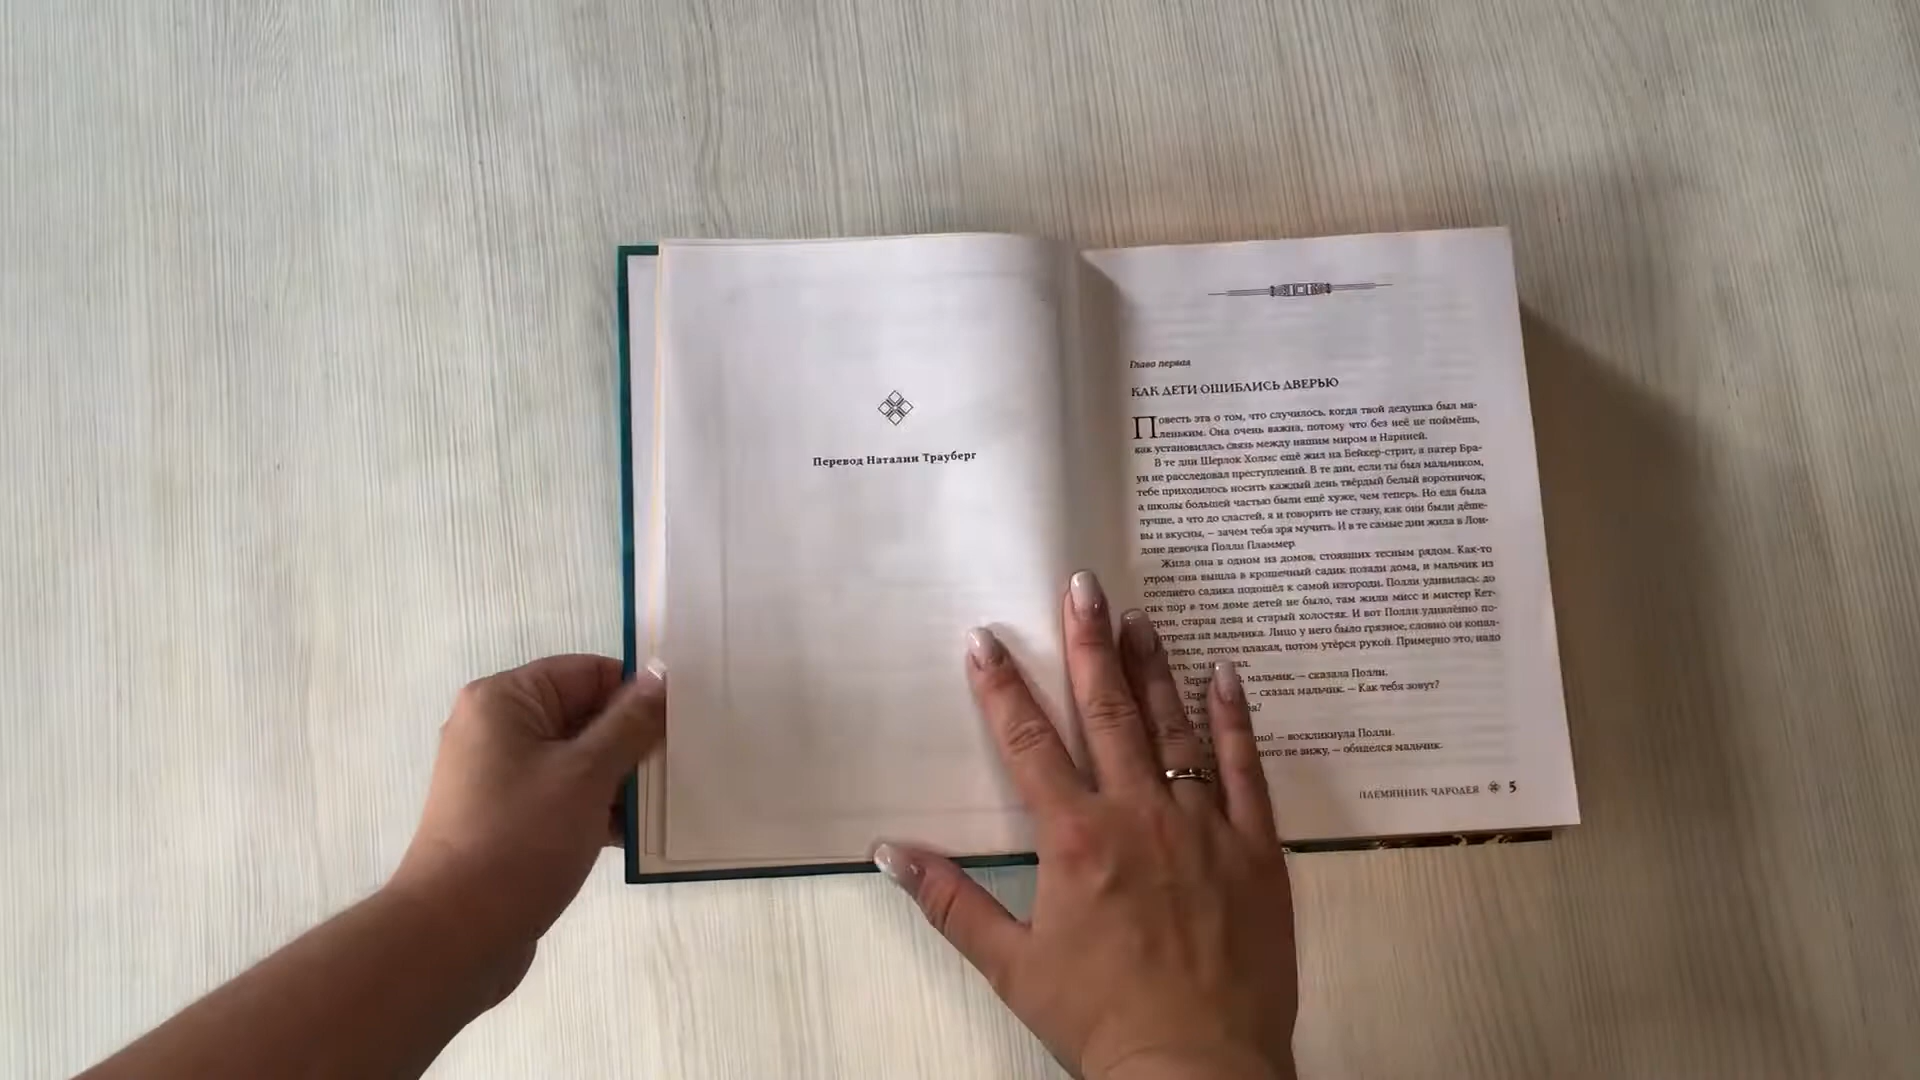 Перевод Наталии Трауберг
Глава первая
КАК ДЕТИ ОШИБЛИСЬ ДВЕРЬЮ
Повесть эта о том, что случилось, когда твой дедушка был ма-
леньким. Она очень важна, потому что без неё не поймёшь,
как установилась связь между нашим миром и Нарнией.
В те дни Шерлок Холмс ещё жил на Бейкер-стрит, а патер Бра-
ун не расследовал преступлений. В те дни, если ты был мальчиком,
тебе приходилось носить каждый день твёрдый белый воротничок,
а школы большей частью были ещё хуже, чем теперь. Но еда была
лучше, а что до сластей, я и говорить не стану, как они были дёше-
вы и вкусны, – зачем тебя зря мучить. И в те самые дни жила в Лон-
доне девочка Полли Пламмер.
Жила она в одном из домов, стоявших тесным рядом. Как-то
утром она вышла в крошечный садик позади дома, и мальчик из
соседнего садика подошёл к самой изгороди. Полли удивилась: до
сих пор в том доме детей не было, там жили мисс и мистер Кет-
терли, старая дева и старый холостяк. И вот Полли удивлённо по-
смотрела на мальчика. Лицо у него было грязное, словно он копал-
земле, потом плакал, потом утёрся рукой. Примерно это, надо
он
мальчик. – сказала Полли.
– сказал мальчик. – Как тебя зовут?
– воскликнула Полли.
не вижу, – обиделся мальчик.
ПЛЕМЯННИК ЧАРОДЕЯ 5